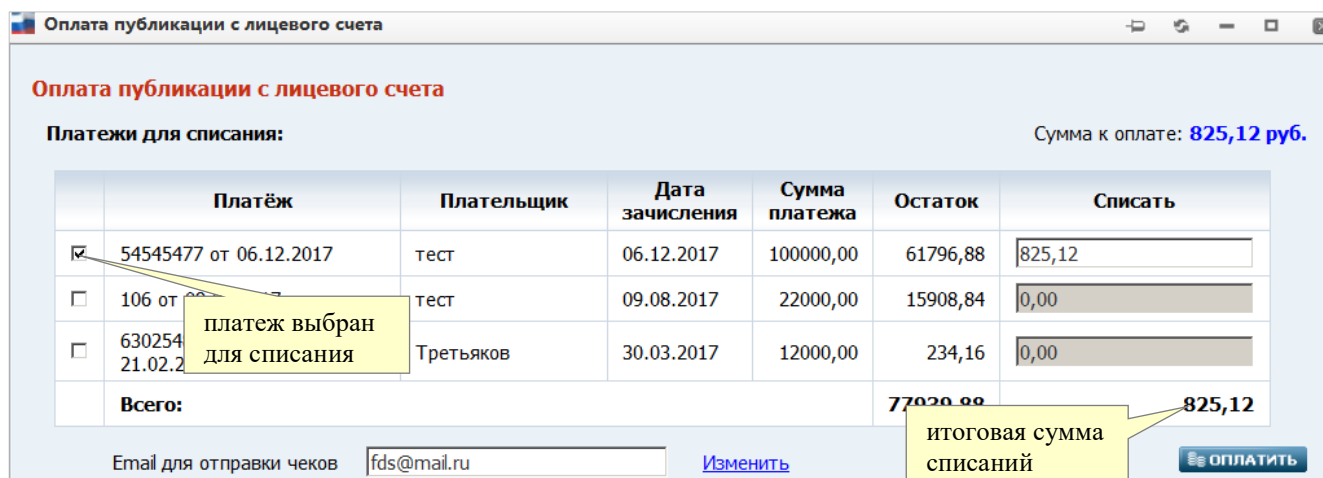 Оплата публикации с лицевого счета
Оплата публикации с лицевого счета
Платежи для списания:
Сумма к оплате: 825,12 руб.
Платёж Плательщик Дата зачисления Сумма платежа Остаток Списать
54545477 от 06.12.2017 тест 06.12.2017 100000,00 61796,88 825,12
106 от тест 09.08.2017 22000,00 15908,84 0,00
платеж выбран
для списания
63025 21.02.2 Третьяков 30.03.2017 12000,00 234,16 0,00
Всего: 825,12
итоговая сумма
списаний
Email для отправки чеков fds@mail.ru Изменить ОПЛАТИТЬ